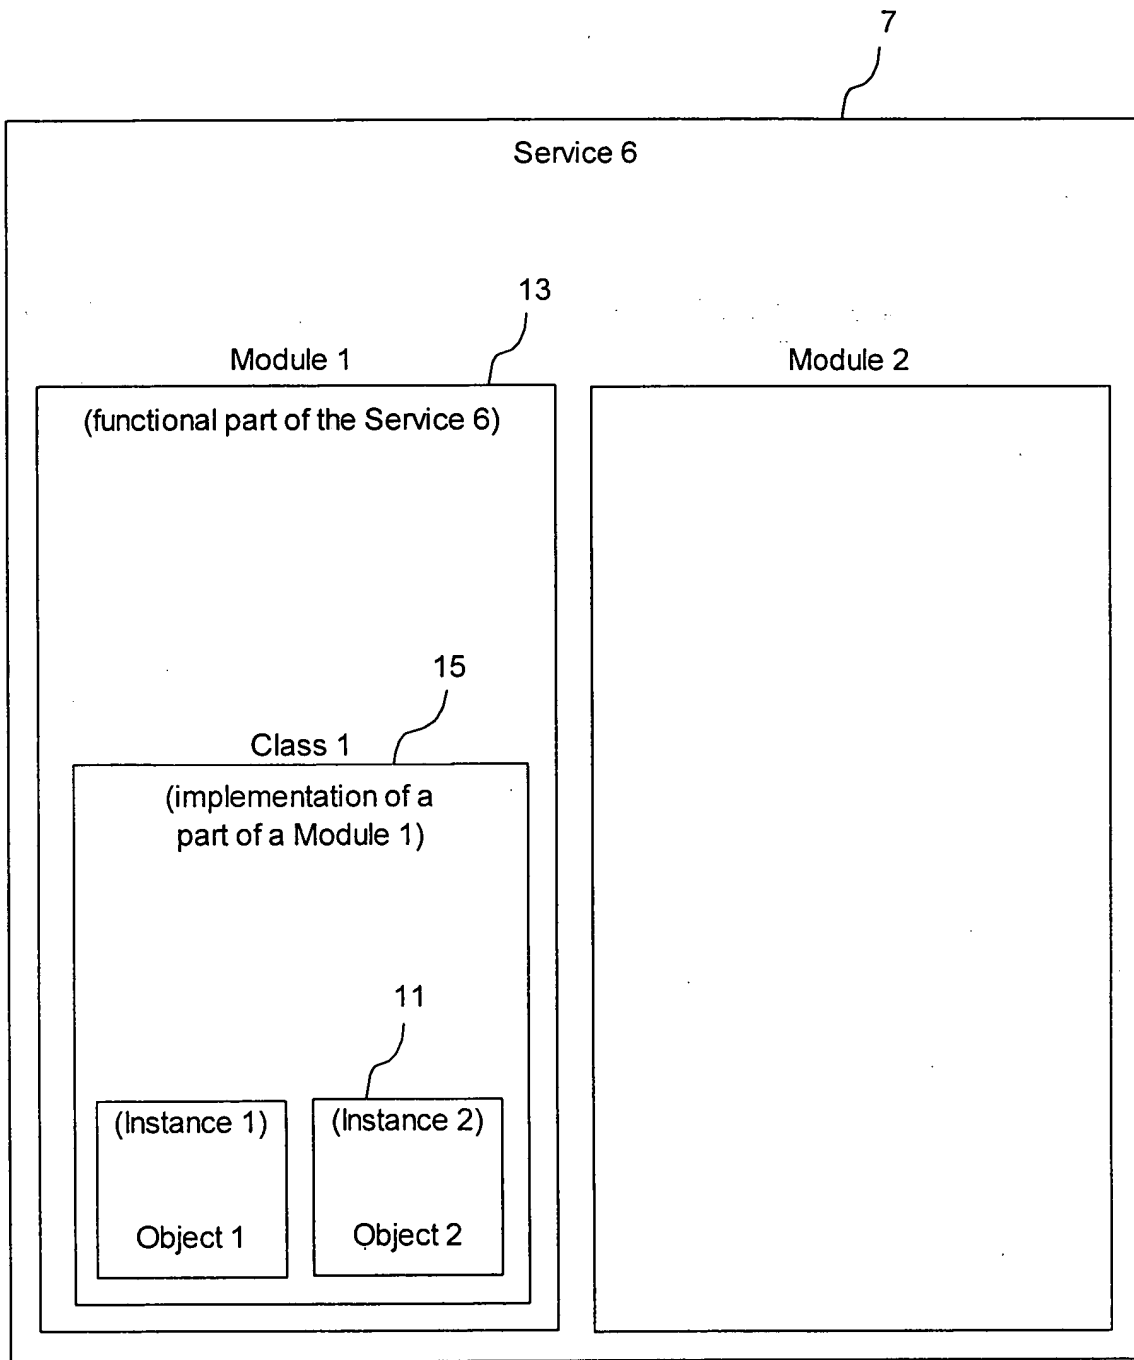 7
Service 6
13
Module 1
Module 2
(functional part of the Service 6)
15
Class 1
(implementation of a
part of a Module 1)
11
(Instance 1)
(Instance 2)
Object 1
Object 2